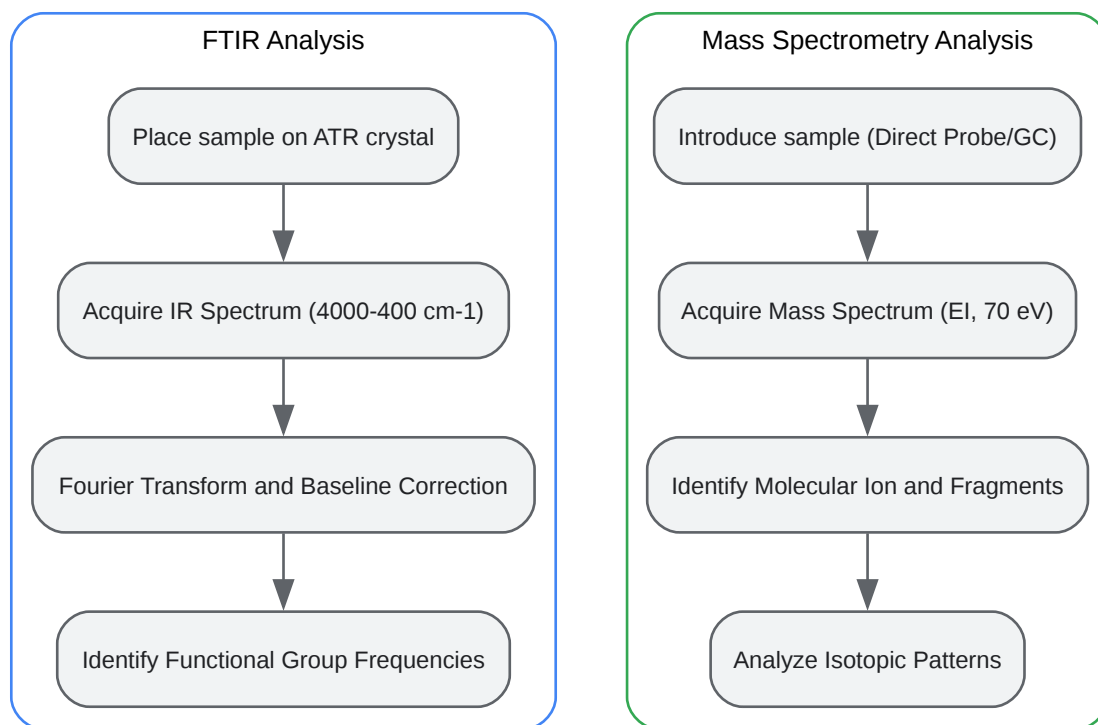 FTIR Analysis
Place sample on ATR crystal
Acquire IR Spectrum (4000-400 cm-1)
Fourier Transform and Baseline Correction
Identify Functional Group Frequencies
Mass Spectrometry Analysis
Introduce sample (Direct Probe/GC)
Acquire Mass Spectrum (EI, 70 eV)
Identify Molecular Ion and Fragments
Analyze Isotopic Patterns